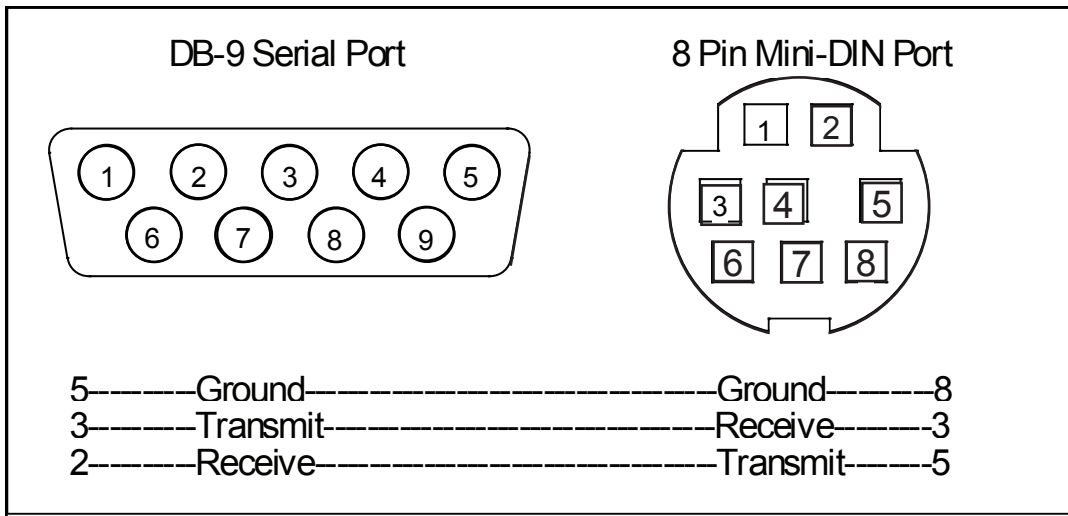 DB-9 Serial Port 8 Pin Mini-DIN Port
1 2
1 2 3 4 5
3 4 5
6 7 8 9
6 7 8
5----------Ground-----------------------------------------Ground----------8
3----------Transmit---------------------------------------Receive---------3
2----------Receive----------------------------------------Transmit--------5